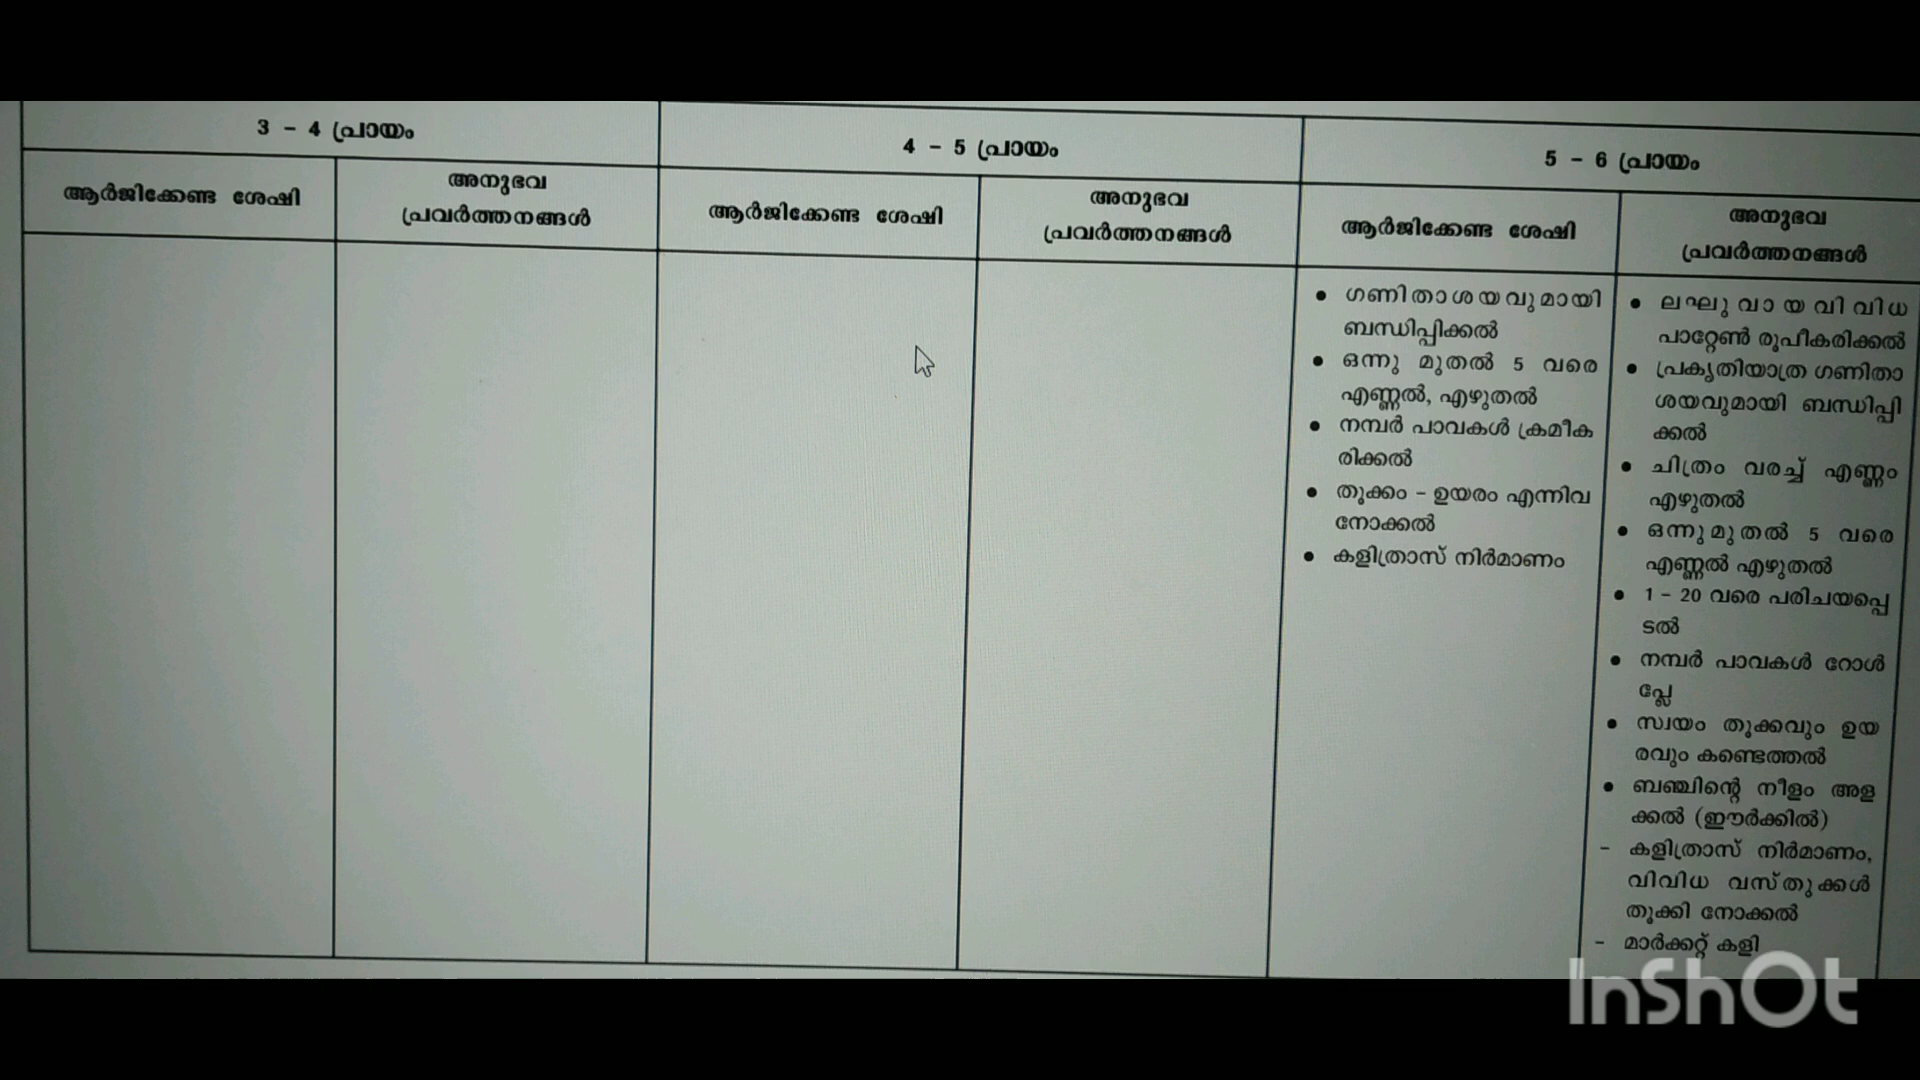 3 - 4 പ്രായം
4 - 5 പ്രായം
5 - 6 പ്രായം
ആർജിക്കേണ്ട ശേഷി
അനുഭവ
പ്രവർത്തനങ്ങൾ
ആർജിക്കേണ്ട ശേഷി
അനുഭവ
പ്രവർത്തനങ്ങൾ
ആർജിക്കേണ്ട ശേഷി
അനുഭവ
പ്രവർത്തനങ്ങൾ
• ഗണിതാശയവുമായി
ബന്ധിപ്പിക്കൽ
• ഒന്നു മുതൽ 5 വരെ
എണ്ണൽ, എഴുതൽ
• നമ്പർ പാവകൾ ക്രമീക
രിക്കൽ
• തൂക്കം - ഉയരം എന്നിവ
നോക്കൽ
• കളിത്രാസ് നിർമാണം
• ലഘുവായ വിവിധ
പാറ്റേൺ രൂപീകരിക്കൽ
• പ്രകൃതിയാത്ര ഗണിതാ
ശയവുമായി ബന്ധിപ്പി
ക്കൽ
• ചിത്രം വരച്ച് എണ്ണം
എഴുതൽ
• ഒന്നുമുതൽ 5 വരെ
എണ്ണൽ എഴുതൽ
• 1 - 20 വരെ പരിചയപ്പെ
ടൽ
• നമ്പർ പാവകൾ റോൾ
പ്ലേ
• സ്വയം തൂക്കവും ഉയ
രവും കണ്ടെത്തൽ
• ബഞ്ചിന്റെ നീളം അള
ക്കൽ (ഈർക്കിൽ)
- കളിത്രാസ് നിർമാണം,
വിവിധ വസ്തുക്കൾ
തൂക്കി നോക്കൽ
- മാർക്കറ്റ് കളി
InShOt